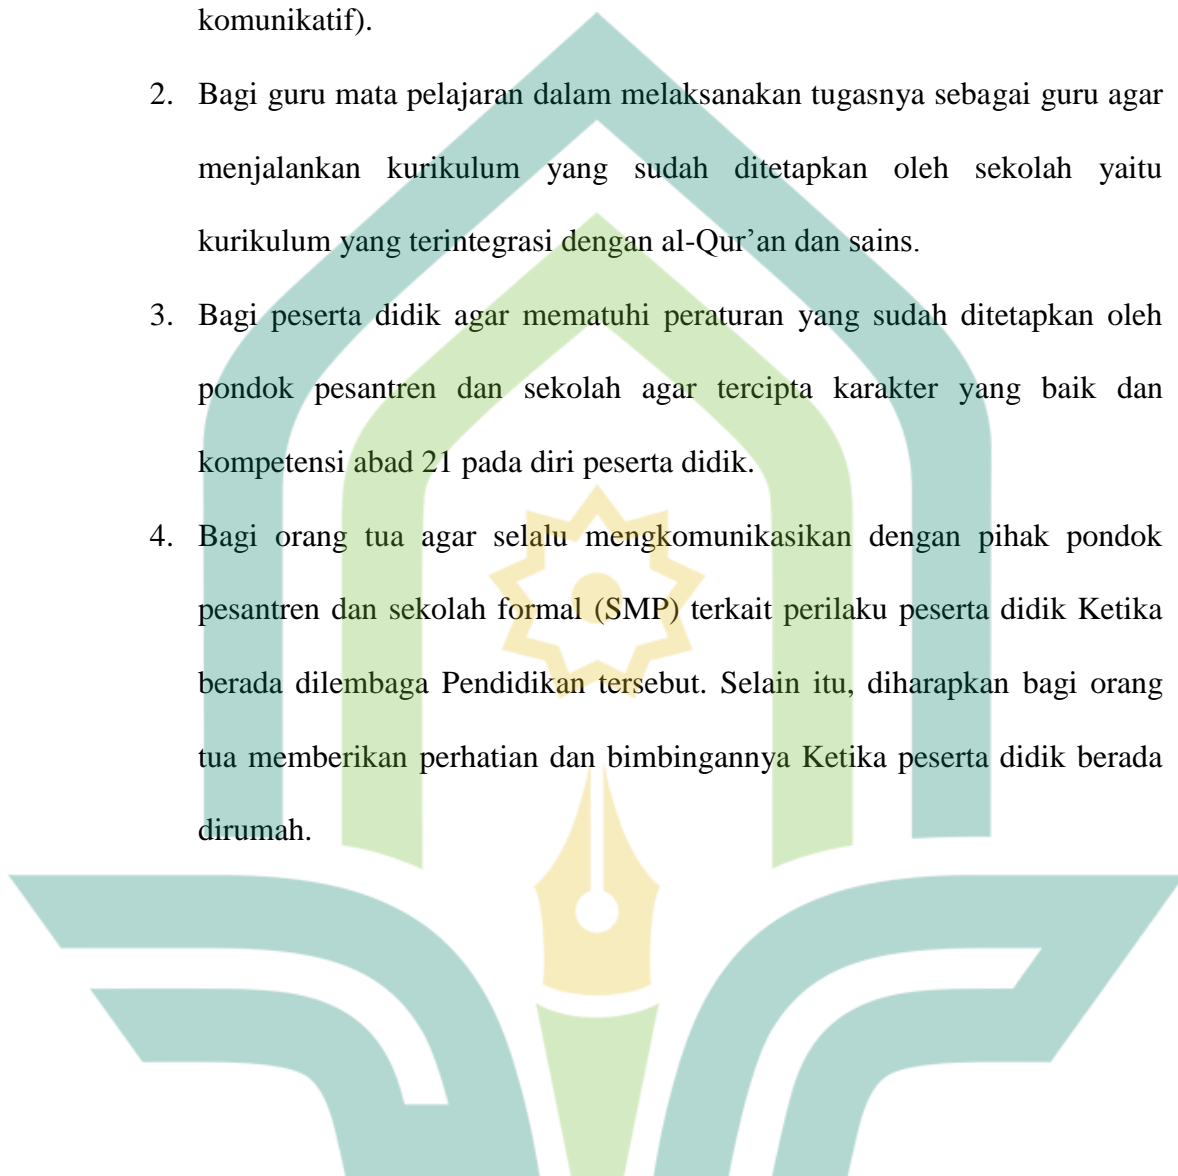 komunikatif).
2. Bagi guru mata pelajaran dalam melaksanakan tugasnya sebagai guru agar
menjalankan kurikulum yang sudah ditetapkan oleh sekolah yaitu
kurikulum yang terintegrasi dengan al-Qur’an dan sains.
3. Bagi peserta didik agar mematuhi peraturan yang sudah ditetapkan oleh
pondok pesantren dan sekolah agar tercipta karakter yang baik dan
kompetensi abad 21 pada diri peserta didik.
4. Bagi orang tua agar selalu mengkomunikasikan dengan pihak pondok
pesantren dan sekolah formal (SMP) terkait perilaku peserta didik Ketika
berada dilembaga Pendidikan tersebut. Selain itu, diharapkan bagi orang
tua memberikan perhatian dan bimbingannya Ketika peserta didik berada
dirumah.